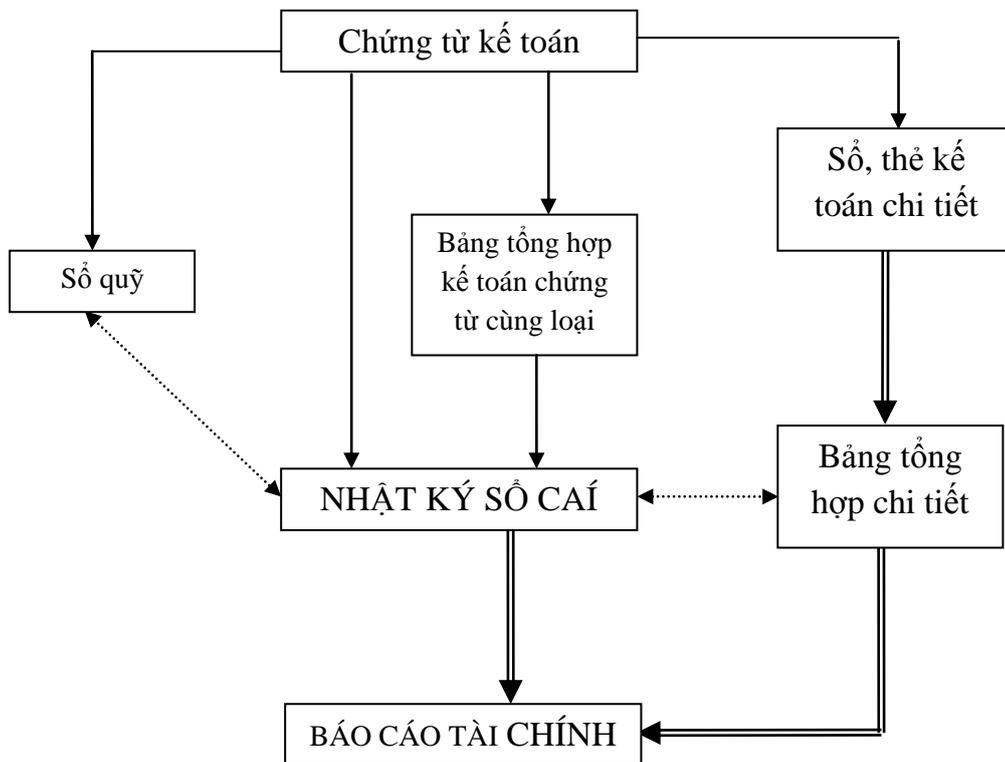 Chứng từ kế toán
Sổ, thẻ kế
toán chi tiết
Sổ quỹ
Bảng tổng hợp
kế toán chứng
từ cùng loại
NHẬT KÝ SỔ CAÍ
Bảng tổng
hợp chi tiết
BÁO CÁO TÀI CHÍNH